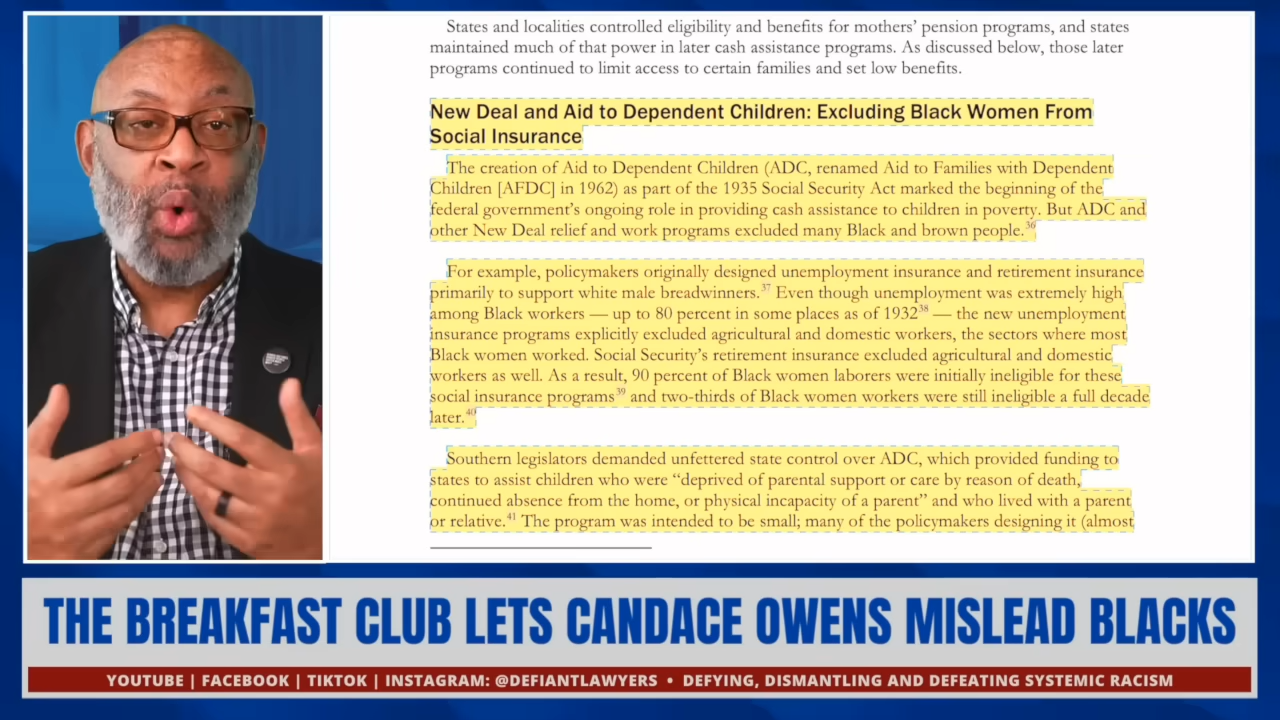 States and localities controlled eligibility and benefits for mothers’ pension programs, and states
maintained much of that power in later cash assistance programs. As discussed below, those later
programs continued to limit access to certain families and set low benefits.
New Deal and Aid to Dependent Children: Excluding Black Women From
Social Insurance
The creation of Aid to Dependent Children (ADC, renamed Aid to Families with Dependent
Children [AFDC] in 1962) as part of the 1935 Social Security Act marked the beginning of the
federal government’s ongoing role in providing cash assistance to children in poverty. But ADC and
other New Deal relief and work programs excluded many Black and brown people.36
For example, policymakers originally designed unemployment insurance and retirement insurance
primarily to support white male breadwinners.37 Even though unemployment was extremely high
among Black workers — up to 80 percent in some places as of 193238 — the new unemployment
insurance programs explicitly excluded agricultural and domestic workers, the sectors where most
Black women worked. Social Security’s retirement insurance excluded agricultural and domestic
workers as well. As a result, 90 percent of Black women laborers were initially ineligible for these
social insurance programs39 and two-thirds of Black women workers were still ineligible a full decade
later.40
Southern legislators demanded unfettered state control over ADC, which provided funding to
states to assist children who were “deprived of parental support or care by reason of death,
continued absence from the home, or physical incapacity of a parent” and who lived with a parent
or relative.41 The program was intended to be small; many of the policymakers designing it (almost
THE BREAKFAST CLUB LETS CANDACE OWENS MISLEAD BLACKS
YOUTUBE | FACEBOOK | TIKTOK | INSTAGRAM: @DEFIANTLAWYERS • DEFYING, DISMANTLING AND DEFEATING SYSTEMIC RACISM